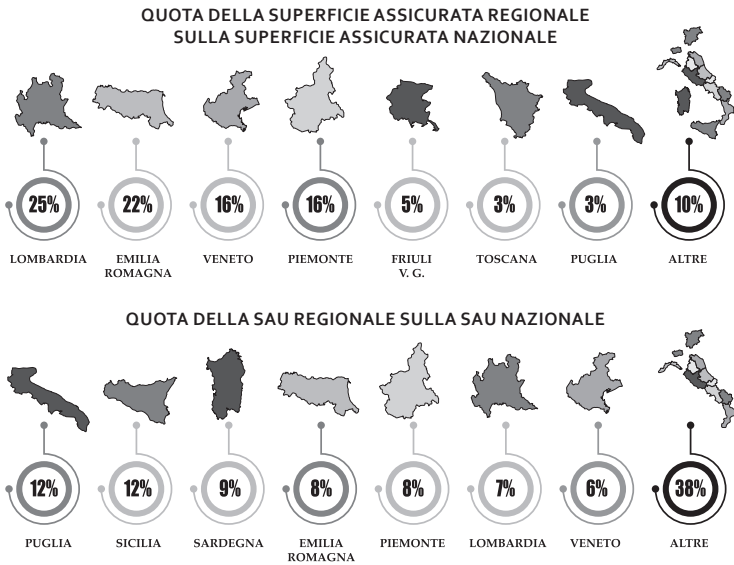 QUOTA DELLA SUPERFICIE ASSICURATA REGIONALE
SULLA SUPERFICIE ASSICURATA NAZIONALE
25% 22% 16% 16% 5% 3% 3% 10%
LOMBARDIA EMILIA VENETO PIEMONTE FRIULI TOSCANA PUGLIA ALTRE
ROMAGNA V. G.
QUOTA DELLA SAU REGIONALE SULLA SAU NAZIONALE
12% 12% 9% 8% 8% 7% 6% 38%
PUGLIA SICILIA SARDEGNA EMILIA PIEMONTE LOMBARDIA VENETO ALTRE
ROMAGNA